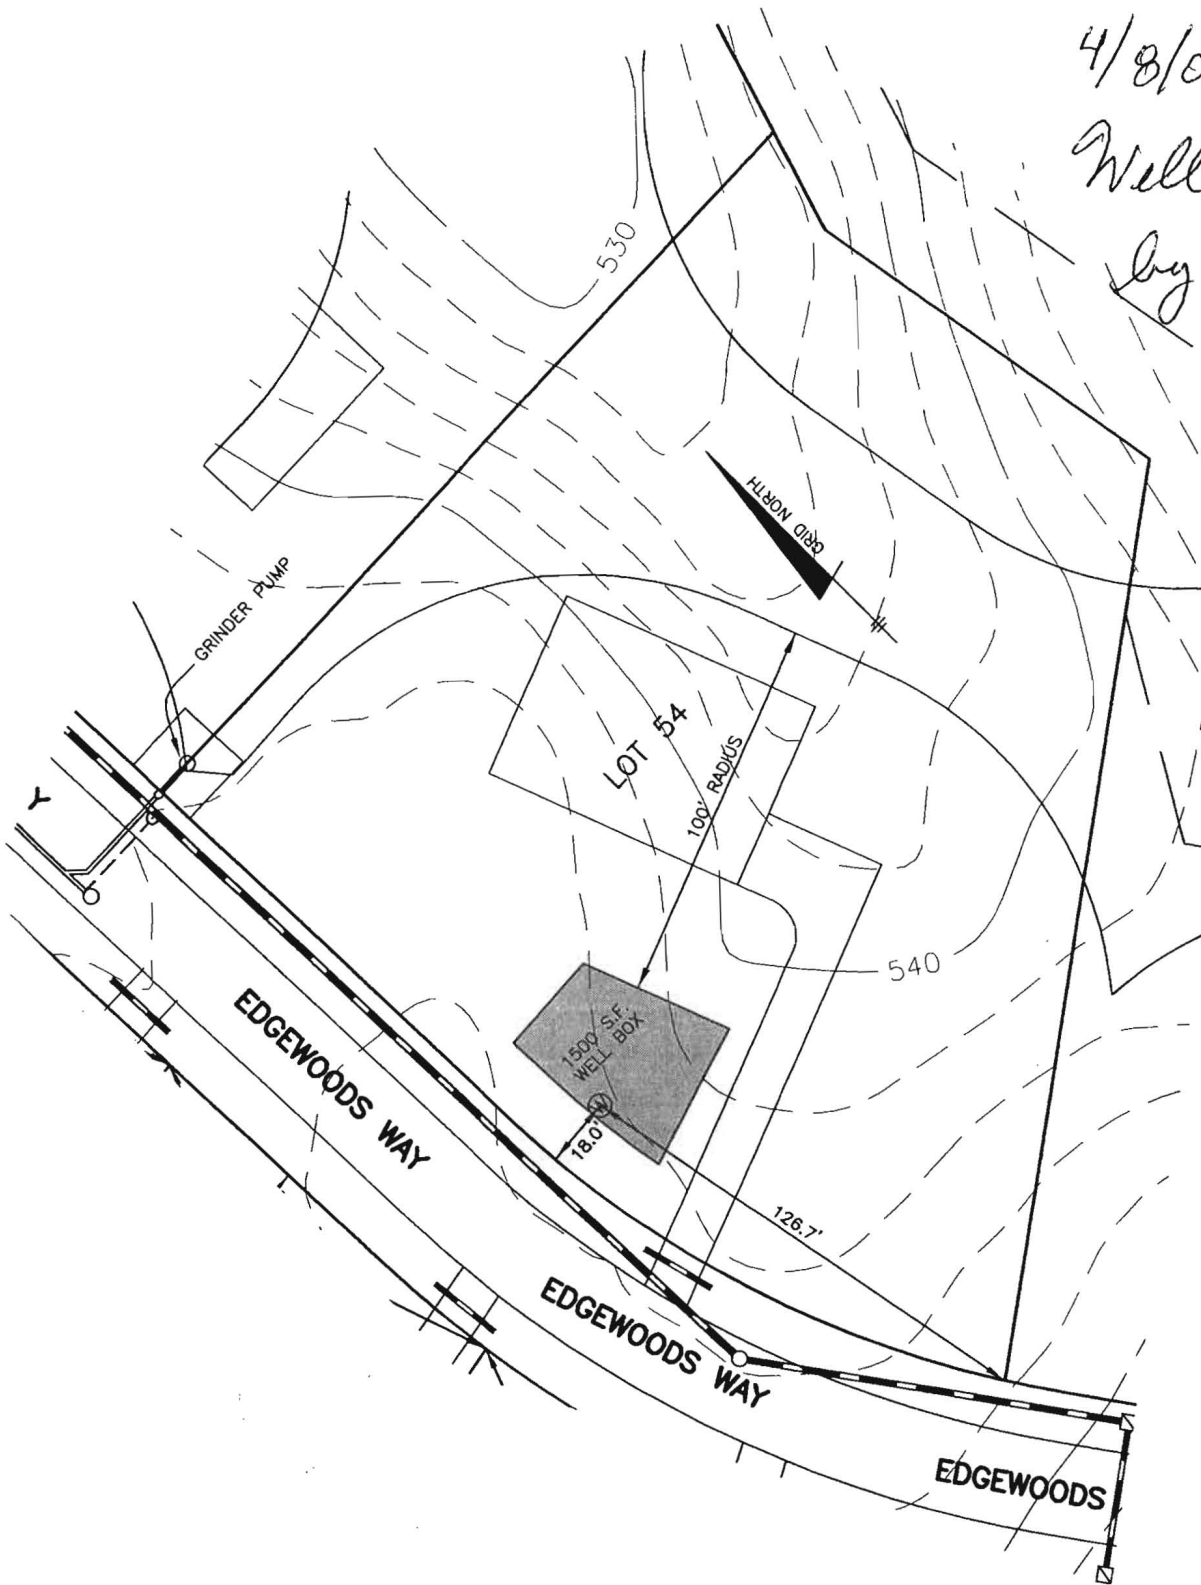 4/8/0
Well
by
530
GRID NORTH
GRINDER PUMP
LOT 54
100' RADIUS
Y
540
1500 S.F.
WELL BOX
W
18.0'
126.7'
EDGEWOODS WAY
EDGEWOODS WAY
EDGEWOODS